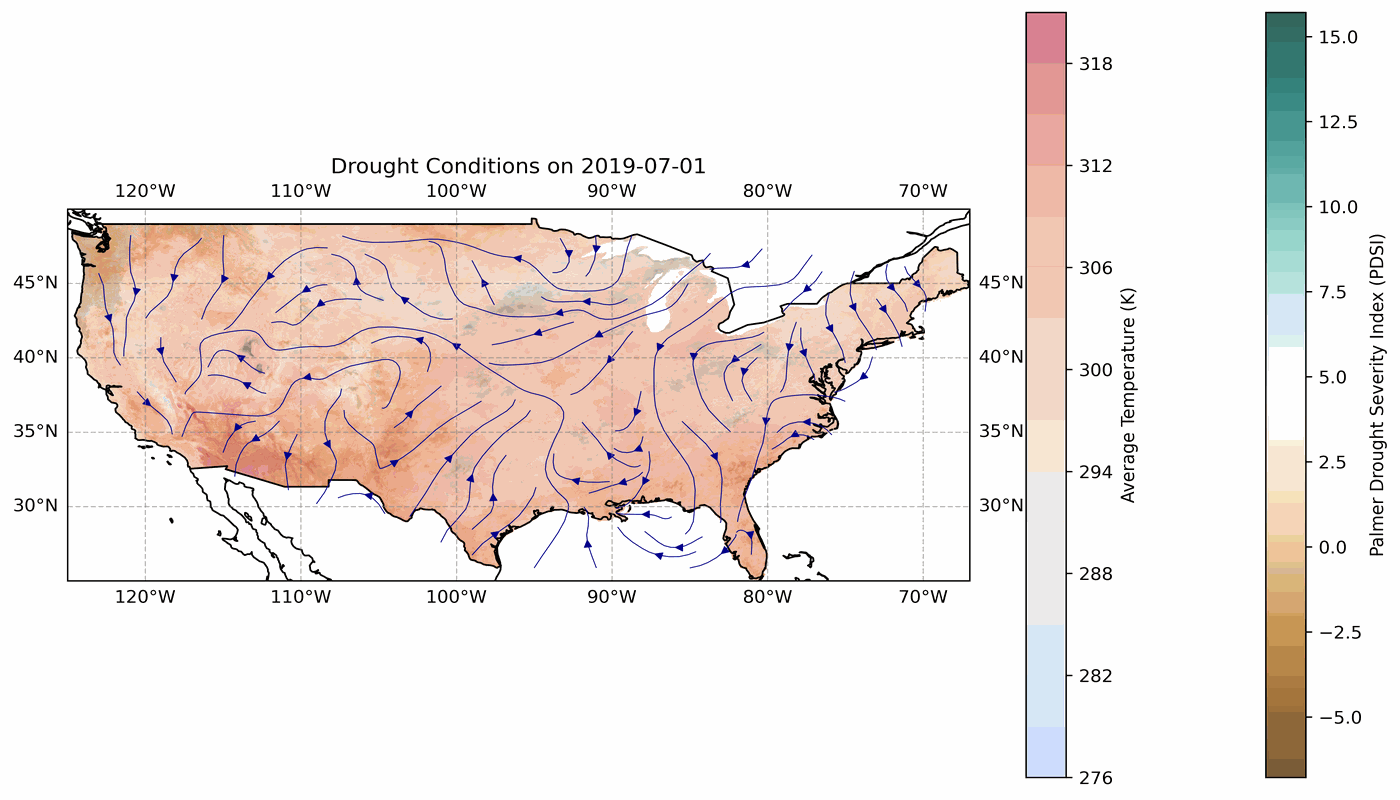 Drought Conditions on 2019-07-01
120°W 110°W 100°W 90°W 80°W 70°W
45°N 45°N
40°N 40°N
35°N 35°N
30°N 30°N
120°W 110°W 100°W 90°W 80°W 70°W
318
312
306
300
294
288
282
276
Average Temperature (K)
15.0
12.5
10.0
7.5
5.0
2.5
0.0
−2.5
−5.0
Palmer Drought Severity Index (PDSI)